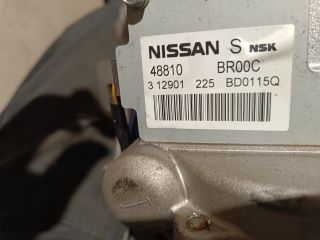 NISSAN S NSK
48810 BR00C
3 12901 225 BD0115Q